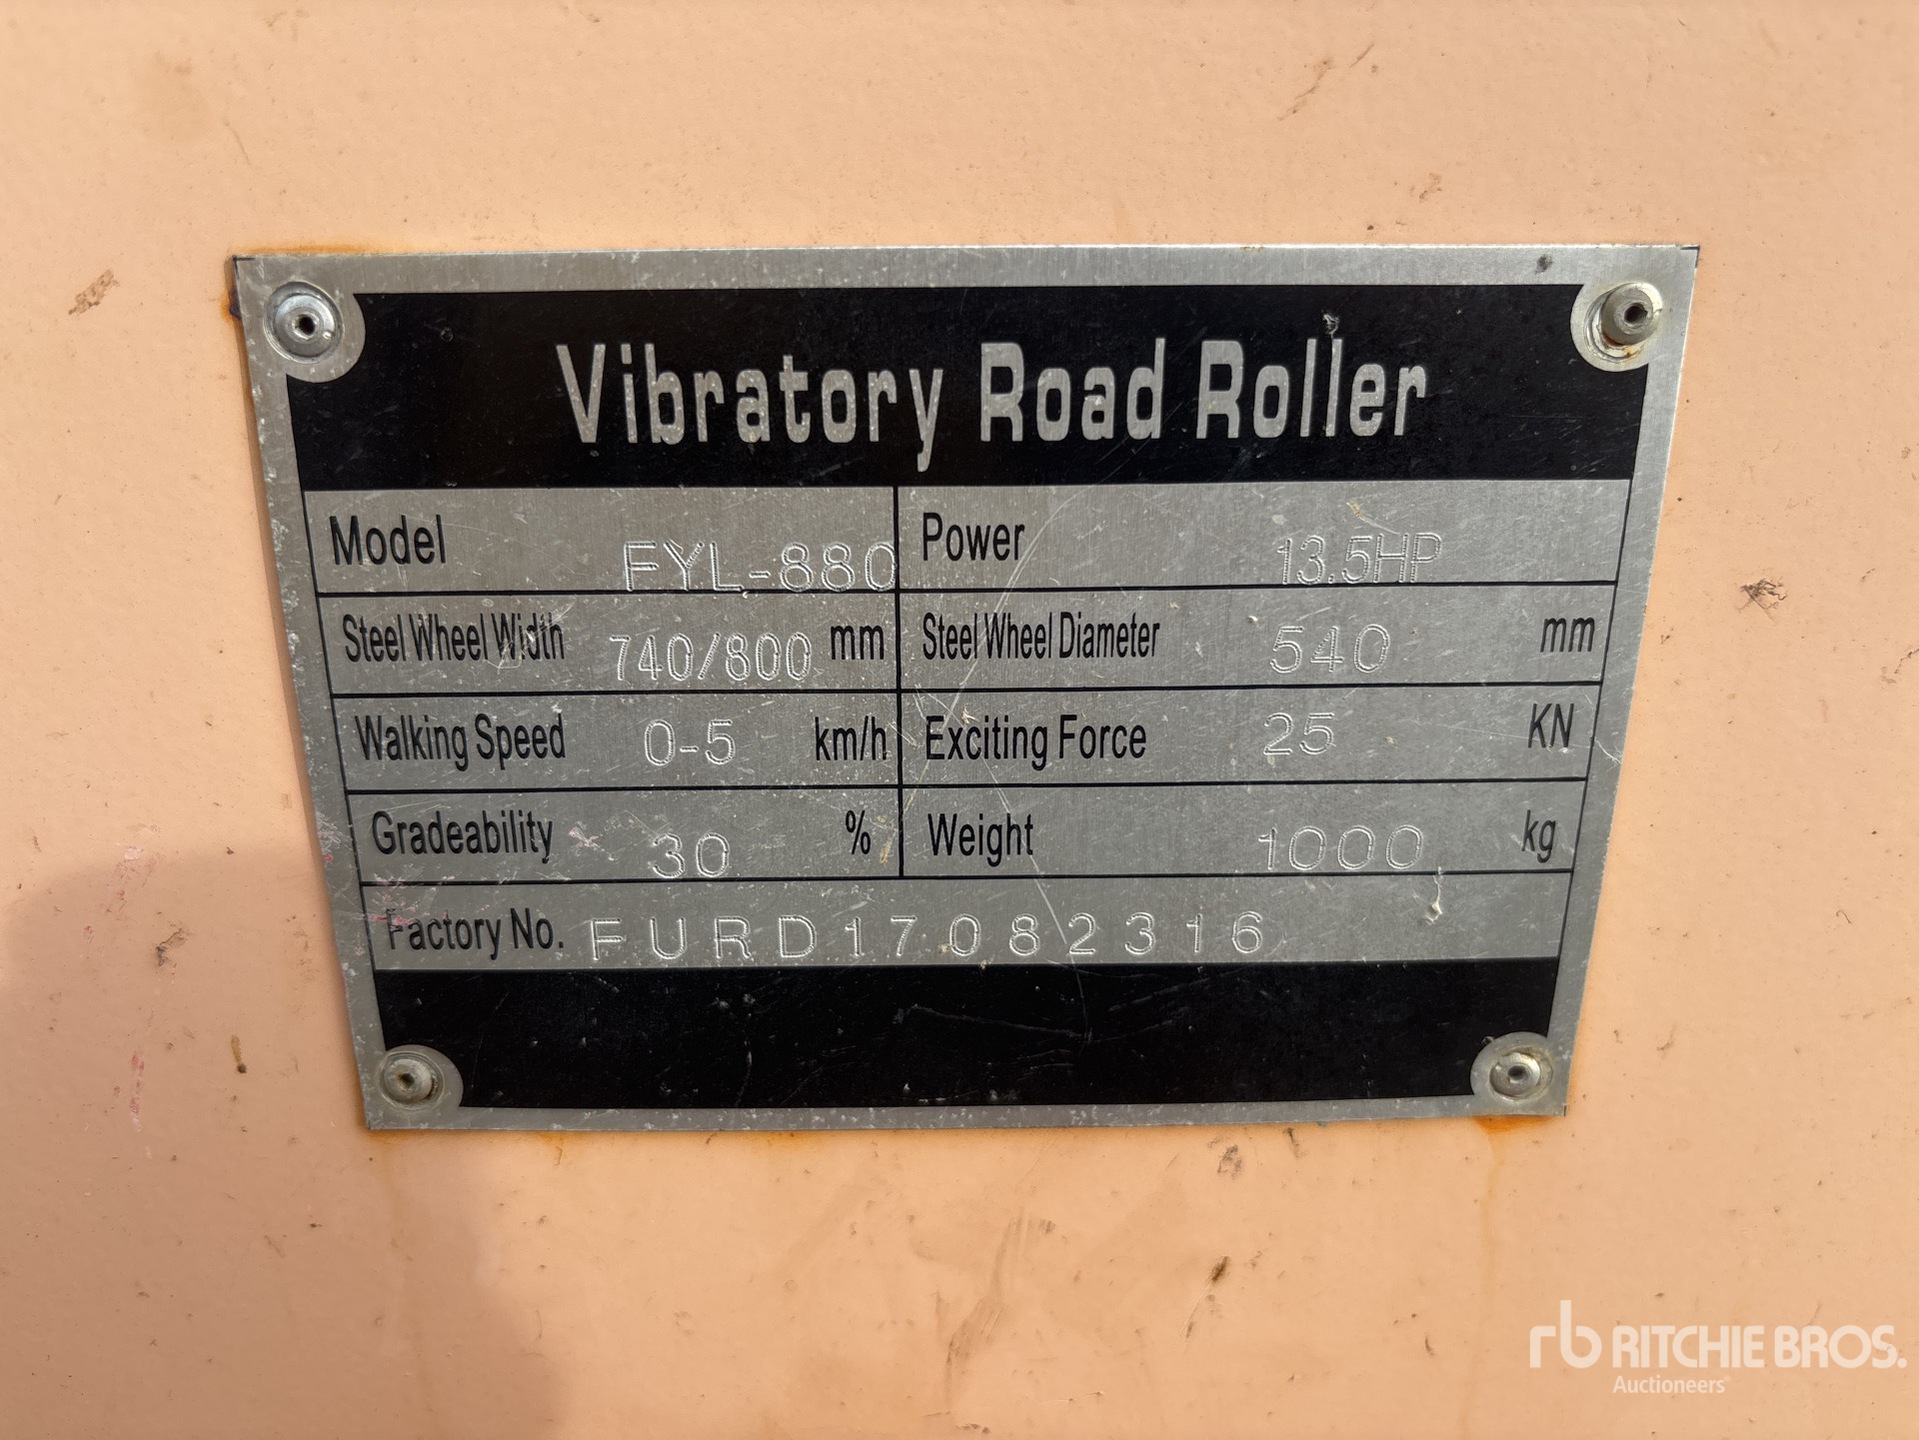 Vibratory Road Roller
Model FYL-880 Power 13.5HP
Steel Wheel Width 740/800 mm Steel Wheel Diameter 540 mm
Walking Speed 0-5 km/h Exciting Force 25 KN
Gradeability 30 % Weight 1000 kg
Factory No. FURD17082316
rb RITCHIE BROS.
Auctioneers